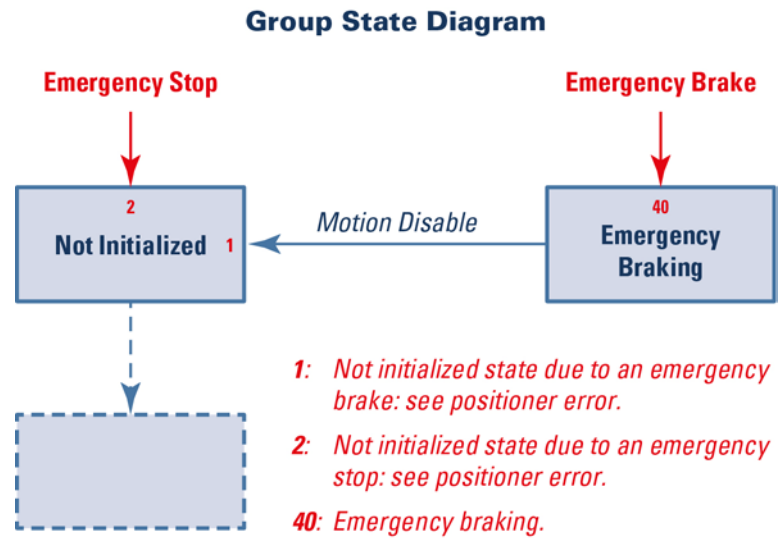 Group State Diagram
Emergency Stop
Emergency Brake
2
Not Initialized
1
Motion Disable
40
Emergency
Braking
1: Not initialized state due to an emergency
brake: see positioner error.
2: Not initialized state due to an emergency
stop: see positioner error.
40: Emergency braking.